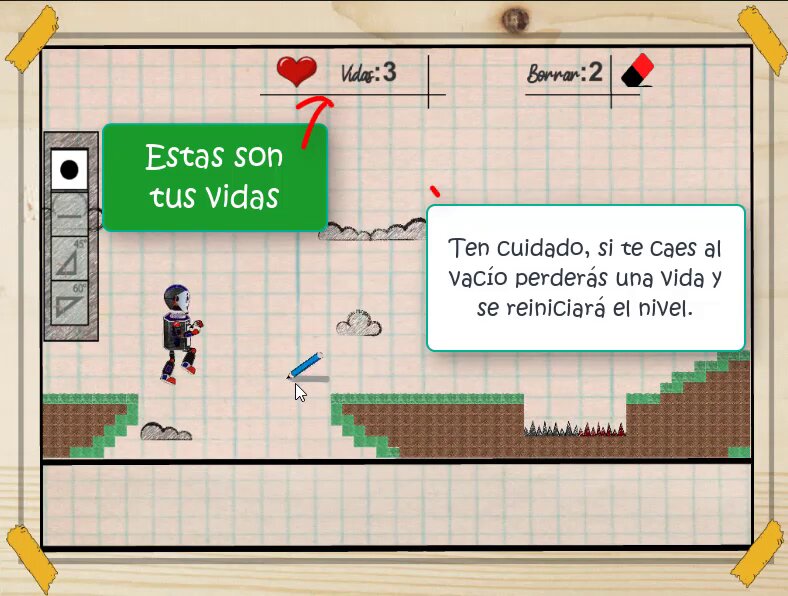 Vidas:3
Borrar:2
Estas son
tus vidas
45°
60°
Ten cuidado, si te caes al
vacío perderás una vida y
se reiniciará el nivel.